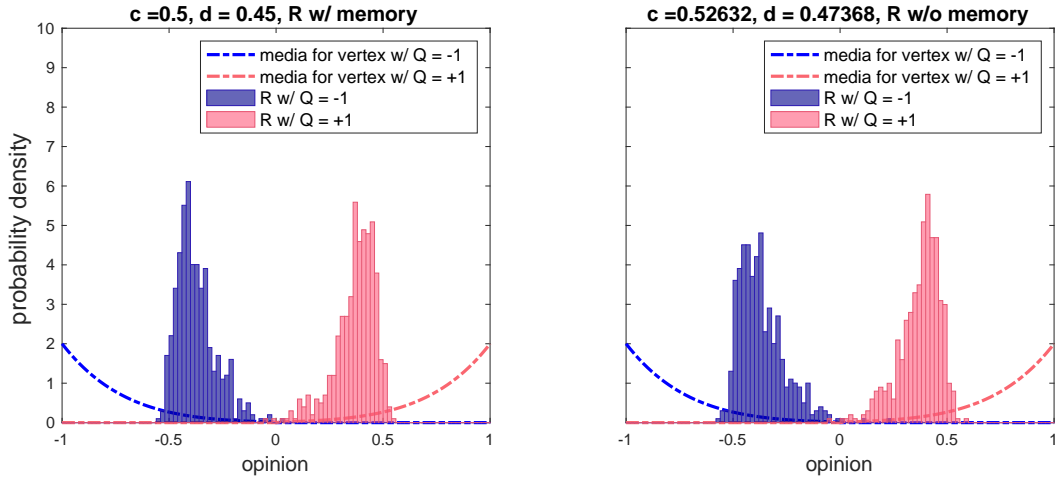 c =0.5, d = 0.45, R w/ memory
10
9
8
7
6
5
4
3
2
1
0
probability density
media for vertex w/ Q = -1
media for vertex w/ Q = +1
R w/ Q = -1
R w/ Q = +1
-1 -0.5 0 0.5 1
opinion
c =0.52632, d = 0.47368, R w/o memory
media for vertex w/ Q = -1
media for vertex w/ Q = +1
R w/ Q = -1
R w/ Q = +1
-1 -0.5 0 0.5 1
opinion